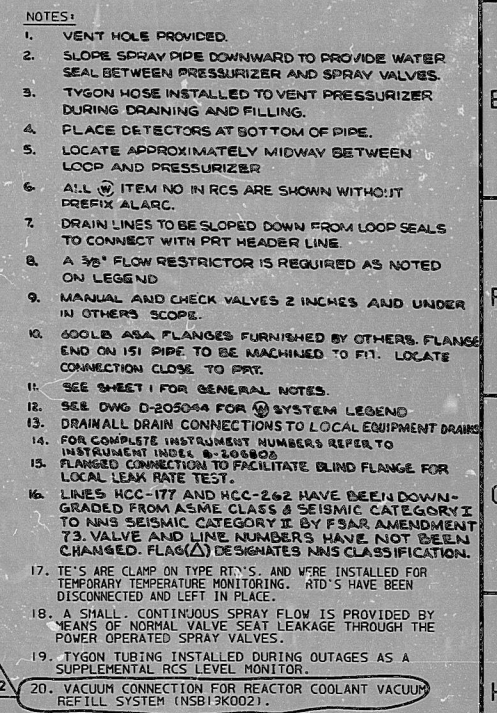 NOTES:
1. VENT HOLE PROVIDED.
2. SLOPE SPRAY PIPE DOWNWARD TO PROVIDE WATER
SEAL BETWEEN PRESSURIZER AND SPRAY VALVES.
3. TYGON HOSE INSTALLED TO VENT PRESSURIZER
DURING DRAINING AND FILLING.
4. PLACE DETECTORS AT BOTTOM OF PIPE.
5. LOCATE APPROXIMATELY MIDWAY BETWEEN
LOOP AND PRESSURIZER
6. ALL Ⓦ ITEM NO IN RCS ARE SHOWN WITHOUT
PREFIX ALARC.
7. DRAIN LINES TO BE SLOPED DOWN FROM LOOP SEALS
TO CONNECT WITH PRT HEADER LINE.
8. A 3/8" FLOW RESTRICTOR IS REQUIRED AS NOTED
ON LEGEND
9. MANUAL AND CHECK VALVES 2 INCHES AND UNDER
IN OTHERS SCOPE.
10. 600LB ASA FLANGES FURNISHED BY OTHERS. FLANGE
END ON 151 PIPE TO BE MACHINED TO FIT. LOCATE
CONNECTION CLOSE TO PRT.
11. SEE SHEET 1 FOR GENERAL NOTES.
12. SEE DWG D-205044 FOR Ⓦ SYSTEM LEGEND
13. DRAIN ALL DRAIN CONNECTIONS TO LOCAL EQUIPMENT DRAINS
14. FOR COMPLETE INSTRUMENT NUMBERS REFER TO
INSTRUMENT INDEX B-206808
15. FLANGED CONNECTION TO FACILITATE BLIND FLANGE FOR
LOCAL LEAK RATE TEST.
16. LINES HCC-177 AND HCC-262 HAVE BEEN DOWN-
GRADED FROM ASME CLASS 8 SEISMIC CATEGORY I
TO NNS SEISMIC CATEGORY II BY FSAR AMENDMENT
73. VALVE AND LINE NUMBERS HAVE NOT BEEN
CHANGED. FLAG(△) DESIGNATES NNS CLASSIFICATION.
17. TE'S ARE CLAMP ON TYPE RTD'S. AND WERE INSTALLED FOR
TEMPORARY TEMPERATURE MONITORING. RTD'S HAVE BEEN
DISCONNECTED AND LEFT IN PLACE.
18. A SMALL. CONTINUOUS SPRAY FLOW IS PROVIDED BY
MEANS OF NORMAL VALVE SEAT LEAKAGE THROUGH THE
POWER OPERATED SPRAY VALVES.
19. TYGON TUBING INSTALLED DURING OUTAGES AS A
SUPPLEMENTAL RCS LEVEL MONITOR.
2
20. VACUUM CONNECTION FOR REACTOR COOLANT VACUUM
REFILL SYSTEM (NSB13K002).
H